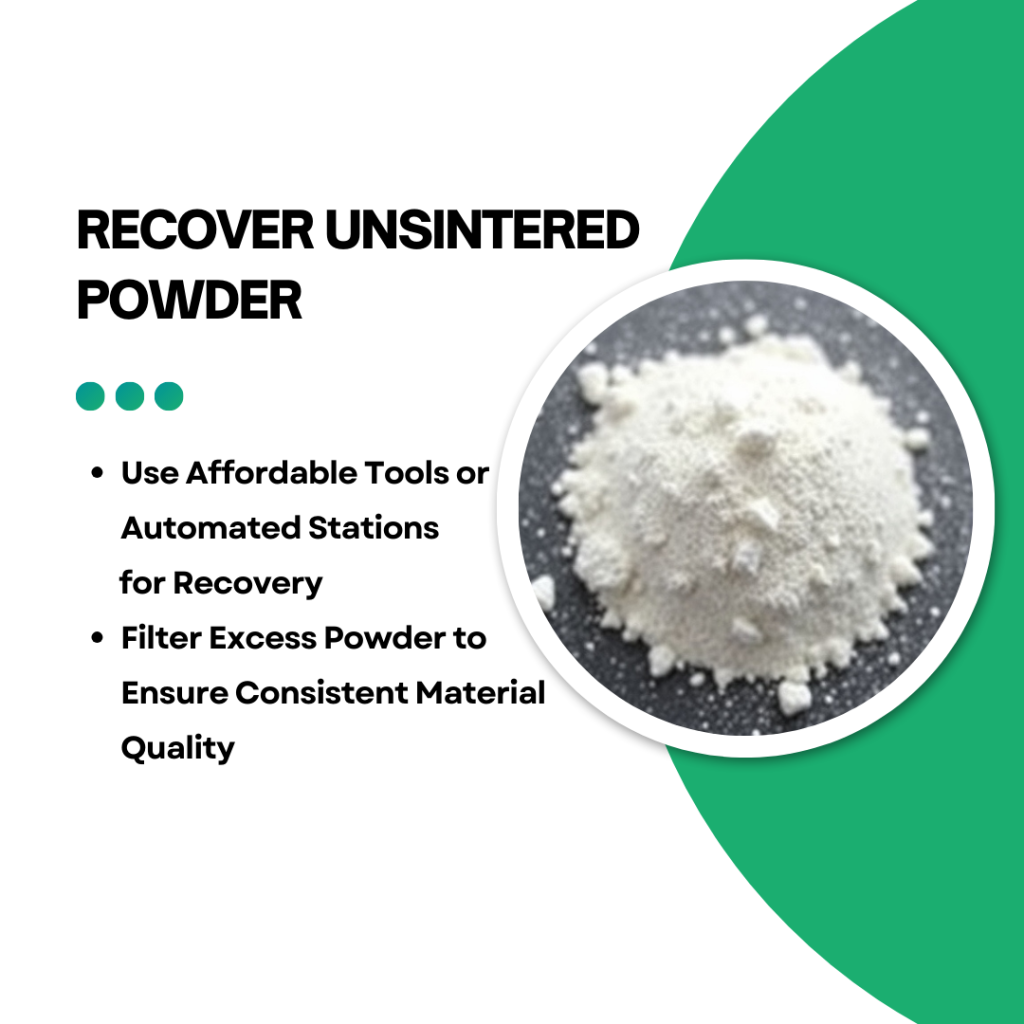 RECOVER UNSINTERED
POWDER
• Use Affordable Tools or
Automated Stations
for Recovery
• Filter Excess Powder to
Ensure Consistent Material
Quality